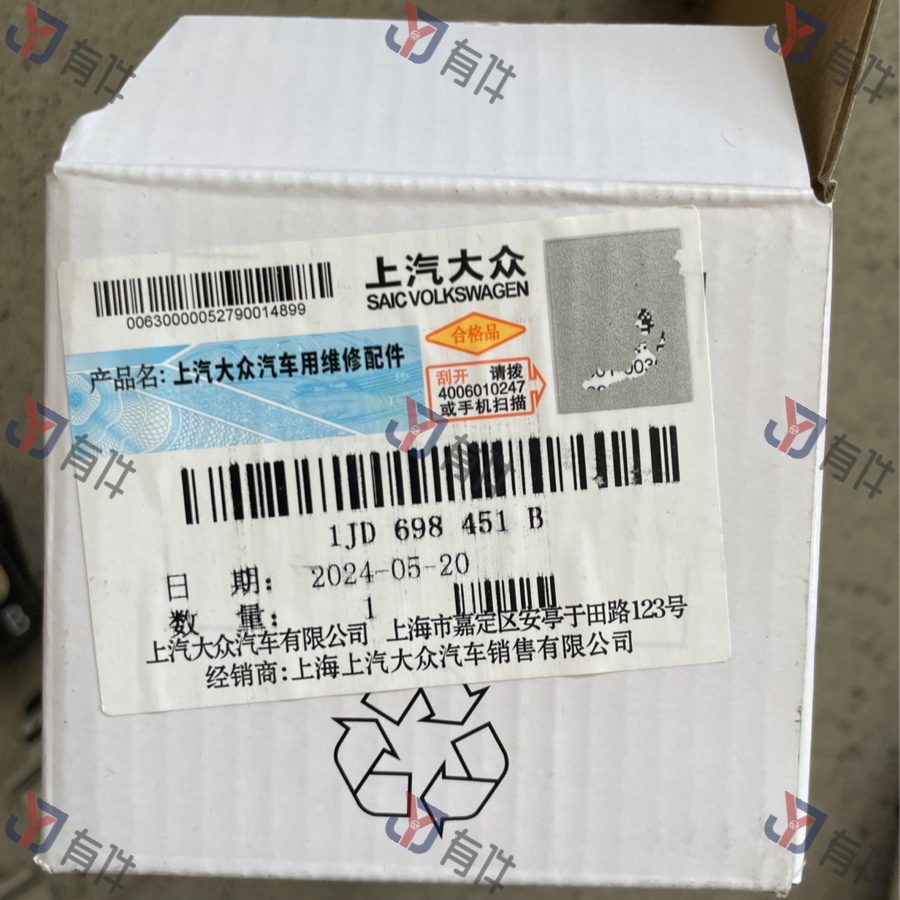 上汽大众
SAIC VOLKSWAGEN
00630000052790014899
合格品
产品名: 上汽大众汽车用维修配件
刮开 请拨
4006010247
或手机扫描
1JD 698 451 B
日 期: 2024-05-20
数 量: 1
上汽大众汽车有限公司 上海市嘉定区安亭于田路123号
经销商:上海上汽大众汽车销售有限公司
有件
有件
有件
有件
有件
有件
有件
有件
有件